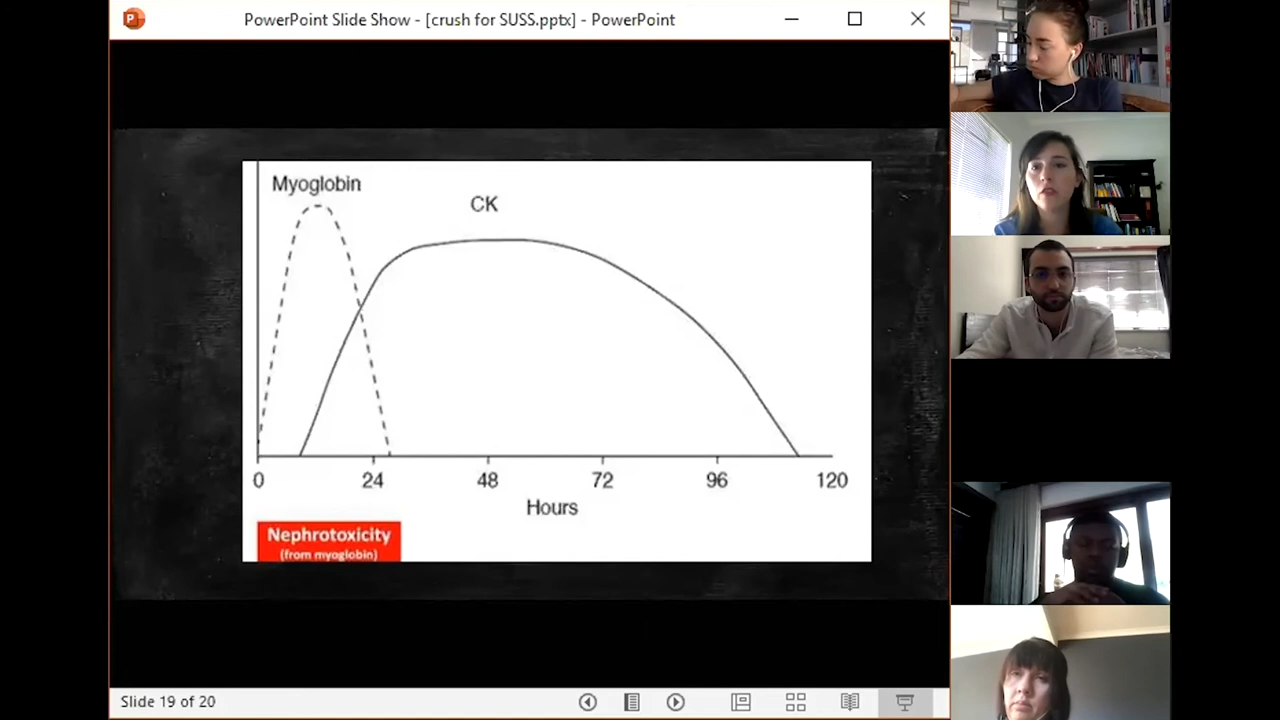 PowerPoint Slide Show - [crush for SUSS.pptx] - PowerPoint
Myoglobin
CK
0 24 48 72 96 120
Hours
Nephrotoxicity
(from myoglobin)
Slide 19 of 20